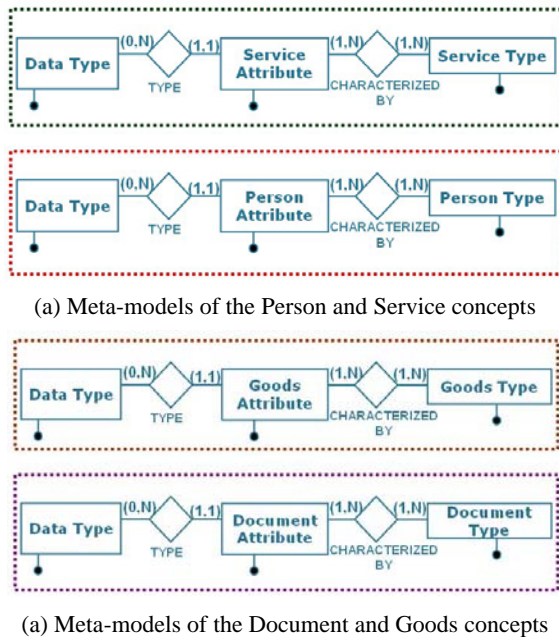 (0,N) (1,1) (1,N) (1,N)
Data Type Service Attribute Service Type
TYPE CHARACTERIZED BY
(0,N) (1,1) (1,N) (1,N)
Data Type Person Attribute Person Type
TYPE CHARACTERIZED BY
(a) Meta-models of the Person and Service concepts
(0,N) (1,1) (1,N) (1,N)
Data Type Goods Attribute Goods Type
TYPE CHARACTERIZED BY
(0,N) (1,1) (1,N) (1,N)
Data Type Document Attribute Document Type
TYPE CHARACTERIZED BY
(a) Meta-models of the Document and Goods concepts